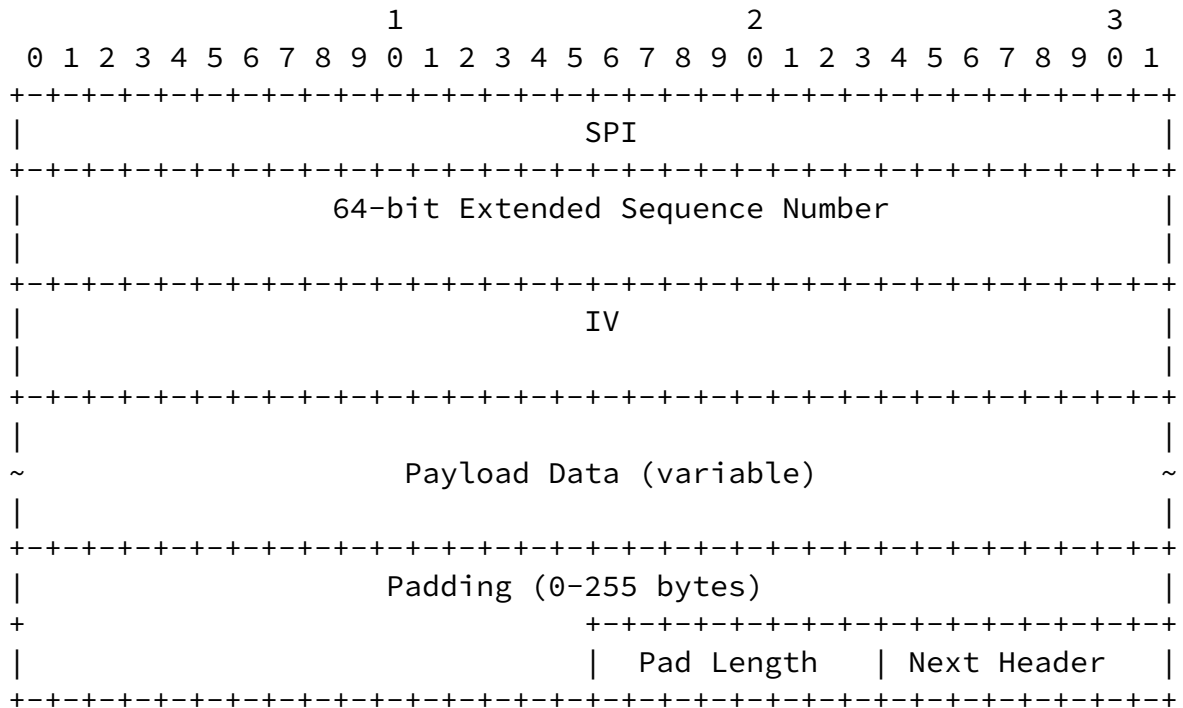 1                   2                   3
 0 1 2 3 4 5 6 7 8 9 0 1 2 3 4 5 6 7 8 9 0 1 2 3 4 5 6 7 8 9 0 1
+-+-+-+-+-+-+-+-+-+-+-+-+-+-+-+-+-+-+-+-+-+-+-+-+-+-+-+-+-+-+-+-+
|                               SPI                             |
+-+-+-+-+-+-+-+-+-+-+-+-+-+-+-+-+-+-+-+-+-+-+-+-+-+-+-+-+-+-+-+-+
|                 64-bit Extended Sequence Number               |
|                                                               |
+-+-+-+-+-+-+-+-+-+-+-+-+-+-+-+-+-+-+-+-+-+-+-+-+-+-+-+-+-+-+-+-+
|                               IV                              |
|                                                               |
+-+-+-+-+-+-+-+-+-+-+-+-+-+-+-+-+-+-+-+-+-+-+-+-+-+-+-+-+-+-+-+-+
|                                                               |
~                     Payload Data (variable)                   ~
|                                                               |
+-+-+-+-+-+-+-+-+-+-+-+-+-+-+-+-+-+-+-+-+-+-+-+-+-+-+-+-+-+-+-+-+
|                    Padding (0-255 bytes)                      |
+                               +-+-+-+-+-+-+-+-+-+-+-+-+-+-+-+-+
|                               |  Pad Length   | Next Header   |
+-+-+-+-+-+-+-+-+-+-+-+-+-+-+-+-+-+-+-+-+-+-+-+-+-+-+-+-+-+-+-+-+